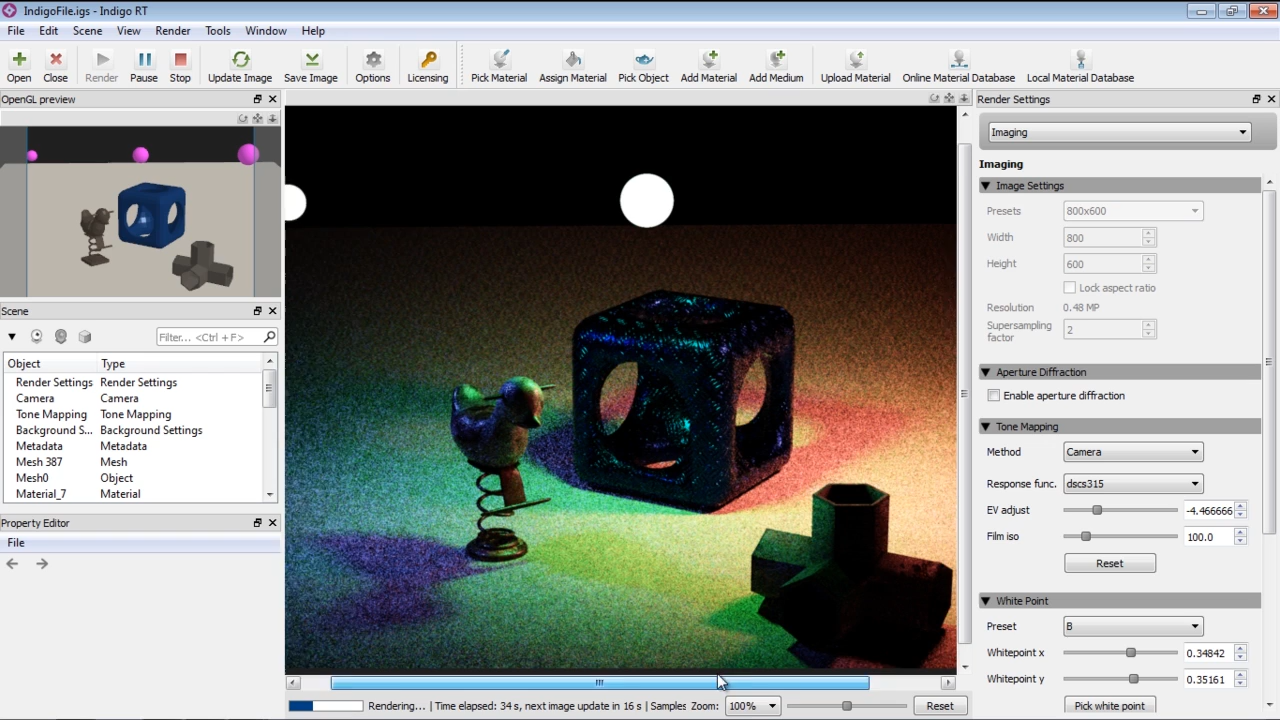 IndigoFile.igs - Indigo RT
File Edit Scene View Render Tools Window Help
Open Close Render Pause Stop Update Image Save Image Options Licensing Pick Material Assign Material Pick Object Add Material Add Medium Upload Material Online Material Database Local Material Database
OpenGL preview
Scene
Filter... <Ctrl + F>
Object Type
Render Settings Render Settings
Camera Camera
Tone Mapping Tone Mapping
Background S... Background Settings
Metadata Metadata
Mesh 387 Mesh
Mesh0 Object
Material_7 Material
Property Editor
File
Rendering... | Time elapsed: 34 s, next image update in 16 s | Samples Zoom: 100% Reset
Render Settings
Imaging
Imaging
Image Settings
Presets 800x600
Width 800
Height 600
Lock aspect ratio
Resolution 0.48 MP
Supersampling
factor 2
Aperture Diffraction
Enable aperture diffraction
Tone Mapping
Method Camera
Response func. dscs315
EV adjust -4.466666
Film iso 100.0
Reset
White Point
Preset B
Whitepoint x 0.34842
Whitepoint y 0.35161
Pick white point